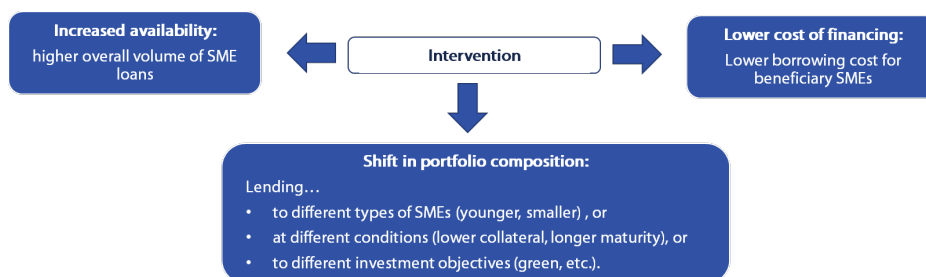 Increased availability:
higher overall volume of SME
loans
Intervention
Lower cost of financing:
Lower borrowing cost for
beneficiary SMEs
Shift in portfolio composition:
Lending…
• to different types of SMEs (younger, smaller) , or
• at different conditions (lower collateral, longer maturity), or
• to different investment objectives (green, etc.).